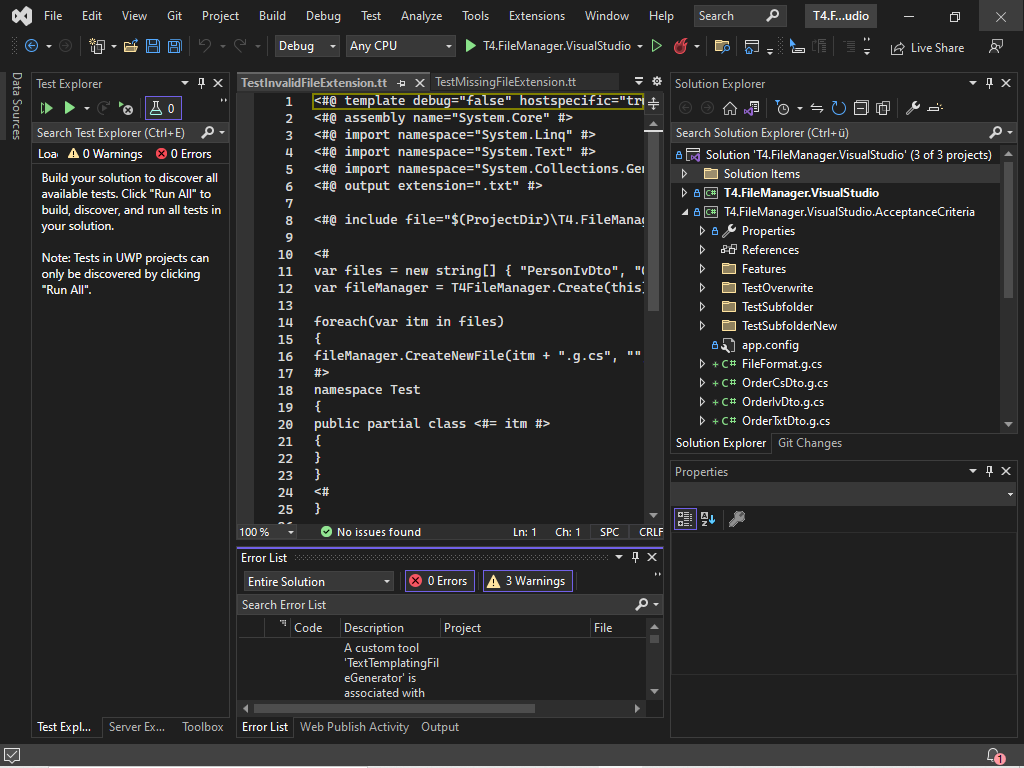 File Edit View Git Project Build Debug Test Analyze Tools Extensions Window Help Search T4.F...udio
Debug Any CPU T4.FileManager.VisualStudio Live Share
Data Sources
Test Explorer
0
Search Test Explorer (Ctrl+E)
Loa 0 Warnings 0 Errors
Build your solution to discover all
available tests. Click "Run All" to
build, discover, and run all tests in
your solution.
Note: Tests in UWP projects can
only be discovered by clicking
"Run All".
Test Expl... Server Ex... Toolbox
TestInvalidFileExtension.tt TestMissingFileExtension.tt
1 <#@ template debug="false" hostspecific="tr
2 <#@ assembly name="System.Core" #>
3 <#@ import namespace="System.Linq" #>
4 <#@ import namespace="System.Text" #>
5 <#@ import namespace="System.Collections.Ge
6 <#@ output extension=".txt" #>
7
8 <#@ include file="$(ProjectDir)\T4.FileMana
9
10 <#
11 var files = new string[] { "PersonIvDto", "
12 var fileManager = T4FileManager.Create(this
13
14 foreach(var itm in files)
15 {
16 fileManager.CreateNewFile(itm + ".g.cs", ""
17 #>
18 namespace Test
19 {
20 public partial class <#= itm #>
21 {
22 }
23 }
24 <#
25 }
100 % No issues found Ln: 1 Ch: 1 SPC CRLF
Error List
Entire Solution 0 Errors 3 Warnings
Search Error List
Code Description Project File
A custom tool
'TextTemplatingFil
eGenerator' is
associated with
Error List Web Publish Activity Output
Solution Explorer
Search Solution Explorer (Ctrl+ü)
Solution 'T4.FileManager.VisualStudio' (3 of 3 projects)
Solution Items
T4.FileManager.VisualStudio
T4.FileManager.VisualStudio.AcceptanceCriteria
Properties
References
Features
TestOverwrite
TestSubfolder
TestSubfolderNew
app.config
FileFormat.g.cs
OrderCsDto.g.cs
OrderIvDto.g.cs
OrderTxtDto.g.cs
Solution Explorer Git Changes
Properties
1